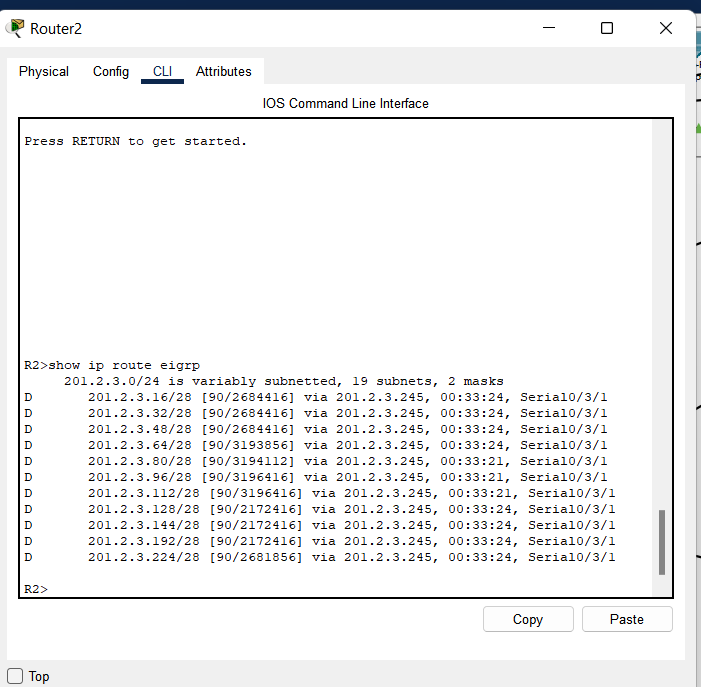 Router2
Physical Config CLI Attributes
IOS Command Line Interface
Press RETURN to get started.
R2>show ip route eigrp
201.2.3.0/24 is variably subnetted, 19 subnets, 2 masks
D 201.2.3.16/28 [90/2684416] via 201.2.3.245, 00:33:24, Serial0/3/1
D 201.2.3.32/28 [90/2684416] via 201.2.3.245, 00:33:24, Serial0/3/1
D 201.2.3.48/28 [90/2684416] via 201.2.3.245, 00:33:24, Serial0/3/1
D 201.2.3.64/28 [90/3193856] via 201.2.3.245, 00:33:24, Serial0/3/1
D 201.2.3.80/28 [90/3194112] via 201.2.3.245, 00:33:21, Serial0/3/1
D 201.2.3.96/28 [90/3196416] via 201.2.3.245, 00:33:21, Serial0/3/1
D 201.2.3.112/28 [90/3196416] via 201.2.3.245, 00:33:21, Serial0/3/1
D 201.2.3.128/28 [90/2172416] via 201.2.3.245, 00:33:24, Serial0/3/1
D 201.2.3.144/28 [90/2172416] via 201.2.3.245, 00:33:24, Serial0/3/1
D 201.2.3.192/28 [90/2172416] via 201.2.3.245, 00:33:24, Serial0/3/1
D 201.2.3.224/28 [90/2681856] via 201.2.3.245, 00:33:24, Serial0/3/1
R2>
Copy Paste
Top